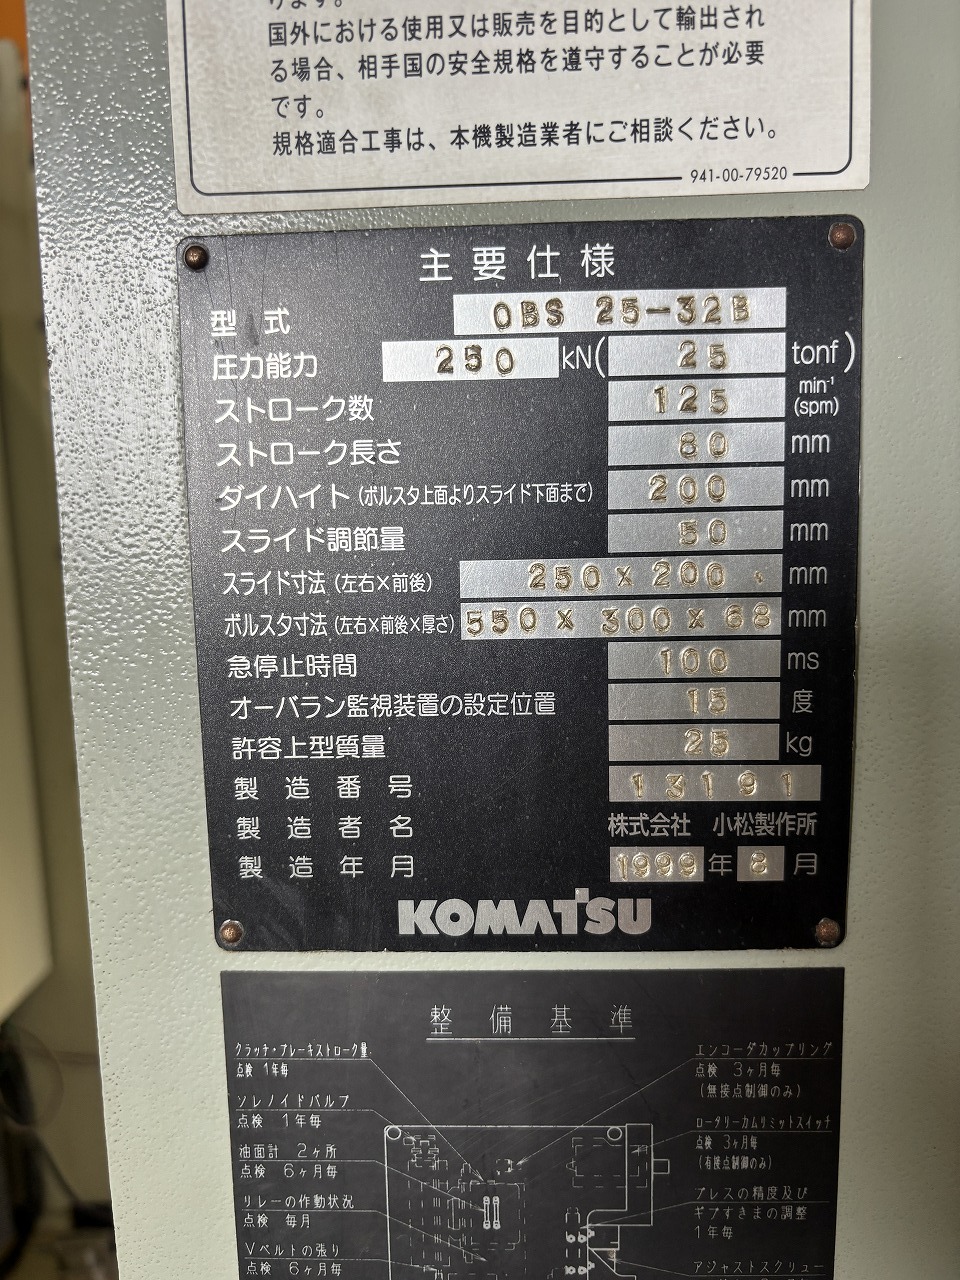 ります。
国外における使用又は販売を目的として輸出され
る場合、相手国の安全規格を遵守することが必要
です。
規格適合工事は、本機製造業者にご相談ください。
941-00-79520
主要仕様
型式 OBS 25-32B
圧力能力 250 kN( 25 tonf)
ストローク数 125 min⁻¹ (spm)
ストローク長さ 80 mm
ダイハイト(ボルスタ上面よりスライド下面まで) 200 mm
スライド調節量 50 mm
スライド寸法(左右×前後) 250×200 mm
ボルスタ寸法(左右×前後×厚さ) 550×300×68 mm
急停止時間 100 ms
オーバラン監視装置の設定位置 15 度
許容上型質量 25 kg
製造番号 13191
製造者名 株式会社 小松製作所
製造年月 1999年8月
KOMATSU
整備基準
クラッチ・ブレーキストローク量
点検 1年毎
ソレノイドバルブ
点検 1年毎
油面計 2ヶ所
点検 6ヶ月毎
リレーの作動状況
点検 毎月
Vベルトの張り
点検 6ヶ月毎
エンコーダカップリング
点検 3ヶ月毎
(無接点制御のみ)
ロータリーカムリミットスイッチ
点検 3ヶ月毎
(有接点制御のみ)
プレスの精度及び
ギブすきまの調整
1年毎
アジャストスクリュー